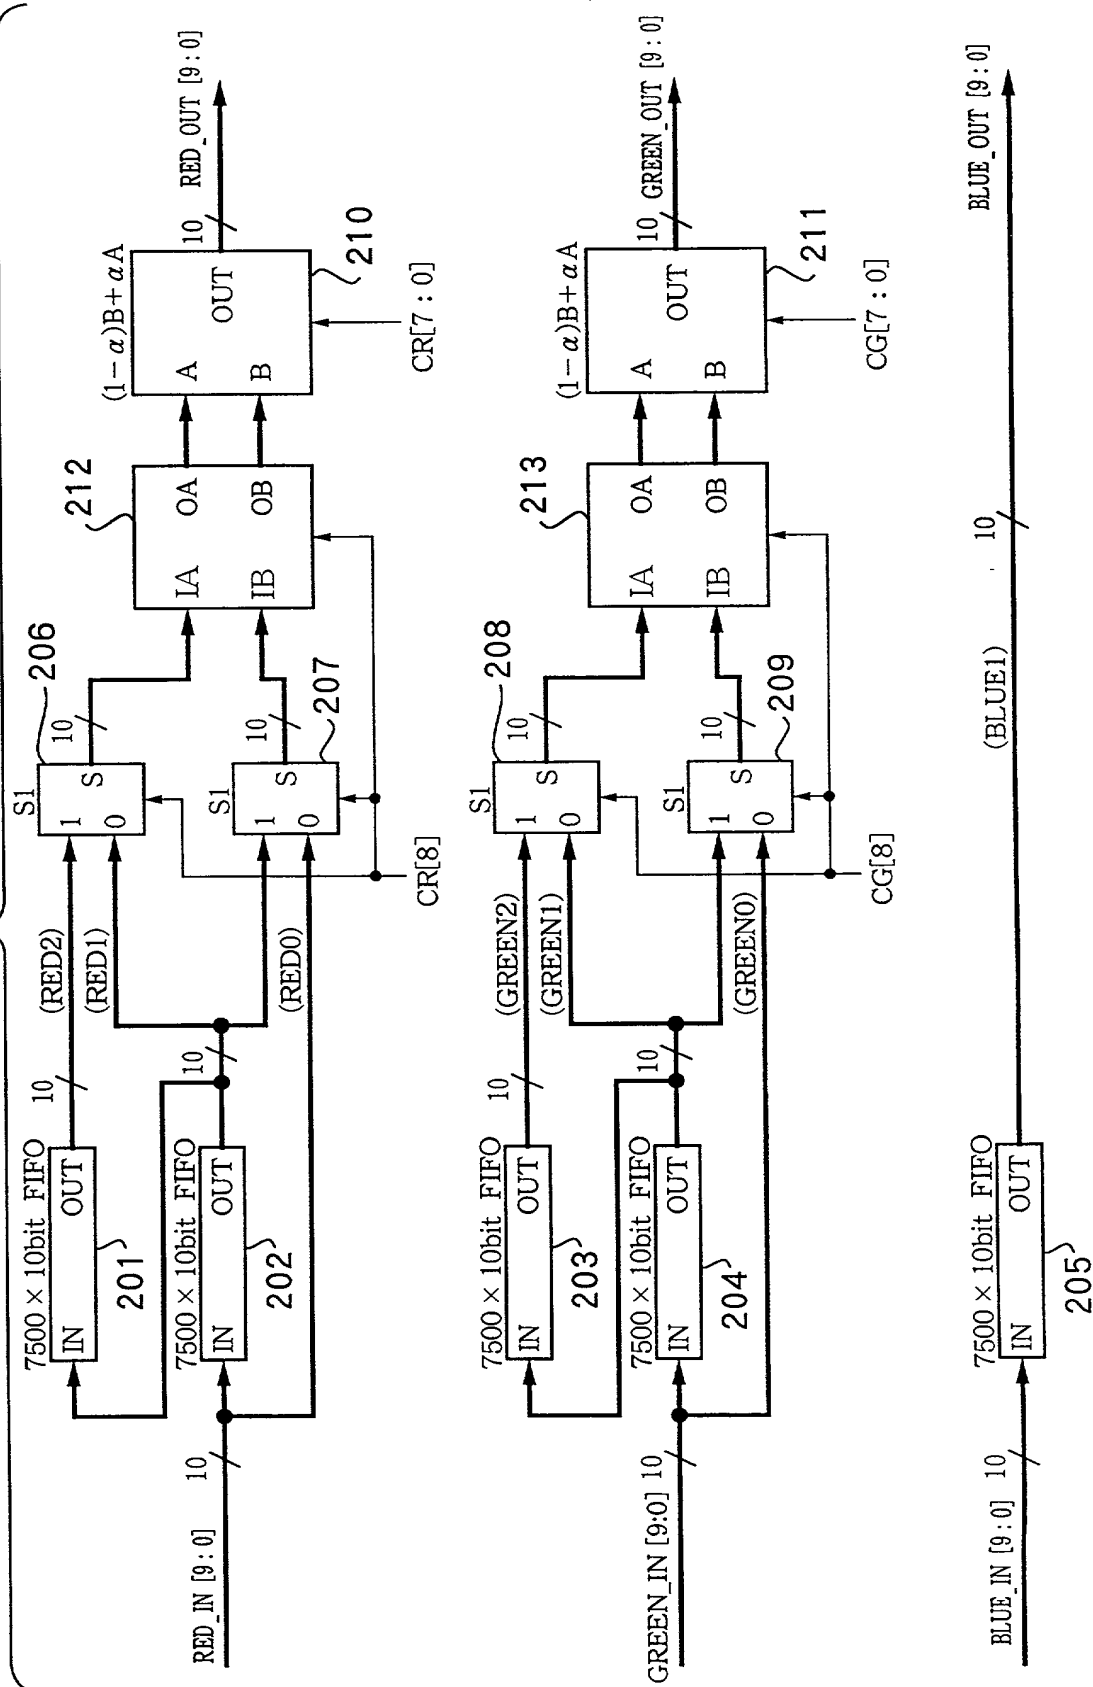 RED_IN [9:0]
10
7500×10bit FIFO
IN
OUT
201
10
7500×10bit FIFO
IN
OUT
202
10
(RED2)
(RED1)
(RED0)
S1
1
0
S
206
10
S1
1
0
S
207
10
CR[8]
IA
IB
OA
OB
212
(1-α)B+αA
A
B
OUT
210
CR[7:0]
10
RED_OUT [9:0]
GREEN_IN [9:0]
10
7500×10bit FIFO
IN
OUT
203
10
7500×10bit FIFO
IN
OUT
204
10
(GREEN2)
(GREEN1)
(GREEN0)
S1
1
0
S
208
10
S1
1
0
S
209
10
CG[8]
IA
IB
OA
OB
213
(1-α)B+αA
A
B
OUT
211
CG[7:0]
10
GREEN_OUT [9:0]
BLUE_IN [9:0]
10
7500×10bit FIFO
IN
OUT
205
(BLUE1)
10
BLUE_OUT [9:0]